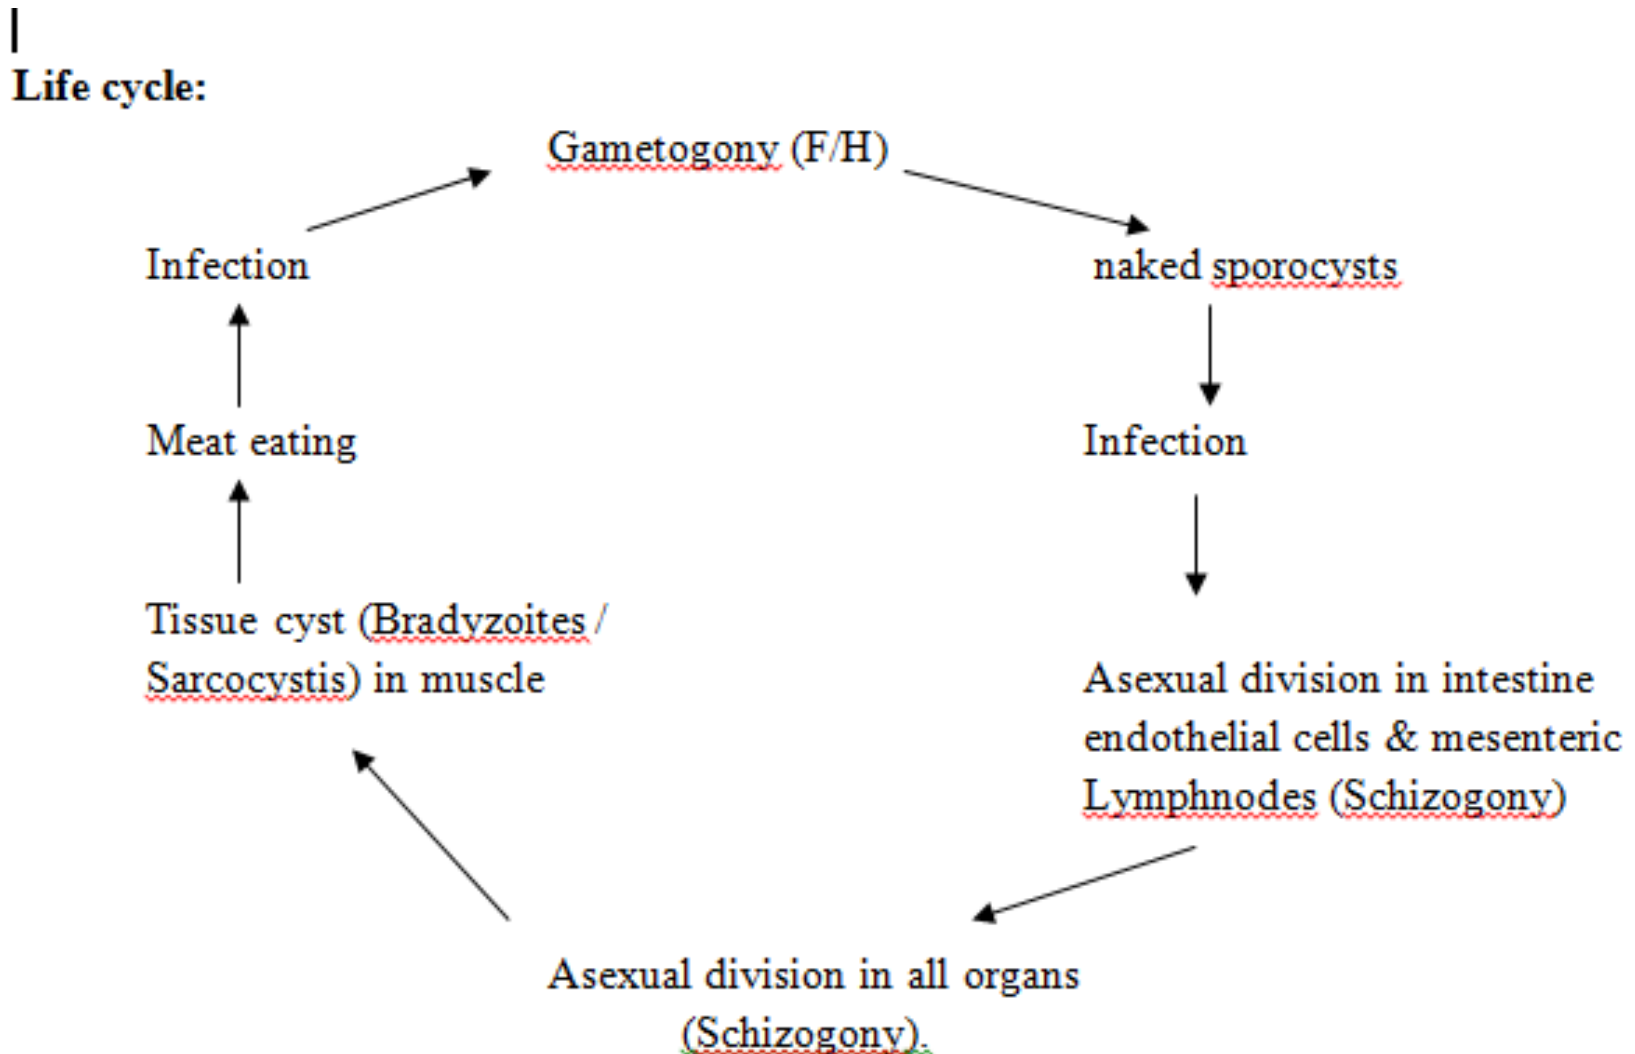 Life cycle:
Gametogony (F/H)
Infection
naked sporocysts
Meat eating
Infection
Tissue cyst (Bradyzoites /
Sarcocystis) in muscle
Asexual division in intestine
endothelial cells & mesenteric
Lymphnodes (Schizogony)
Asexual division in all organs
(Schizogony).